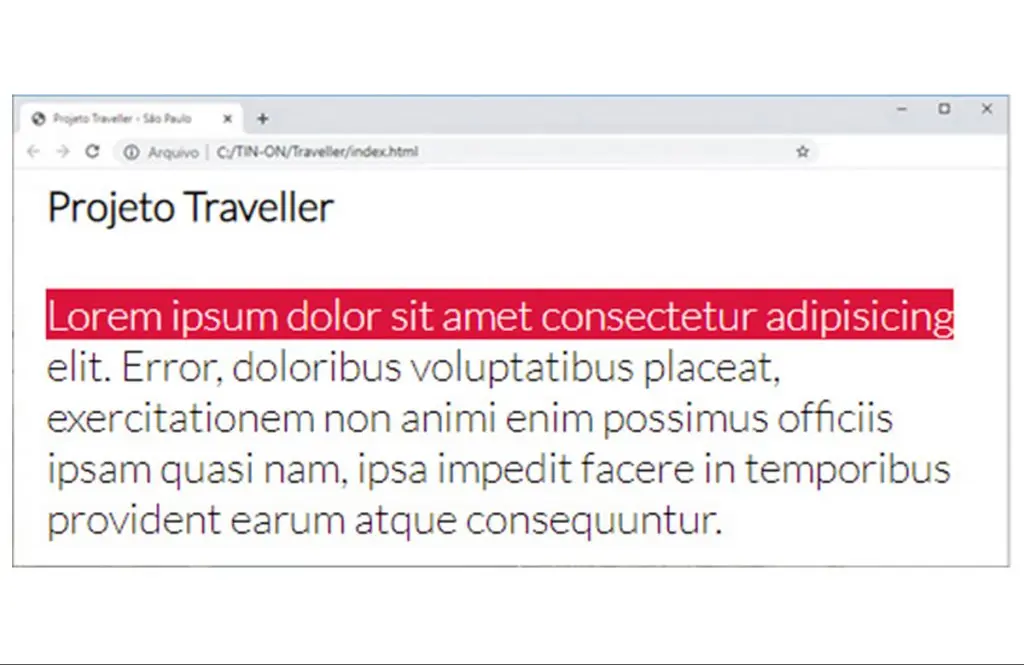 Projeto Traveller - São Paulo
Arquivo | C:/TIN-ON/Traveller/index.html
Projeto Traveller
Lorem ipsum dolor sit amet consectetur adipisicing
elit. Error, doloribus voluptatibus placeat,
exercitationem non animi enim possimus officiis
ipsam quasi nam, ipsa impedit facere in temporibus
provident earum atque consequuntur.